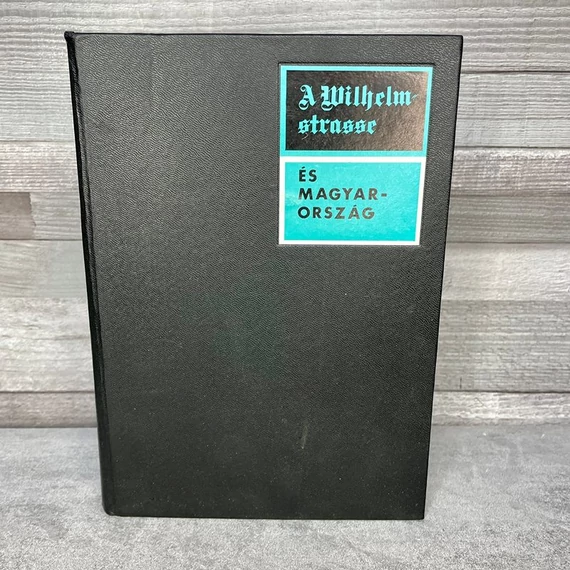 A Wilhelm-
strasse
ÉS
MAGYAR-
ORSZÁG